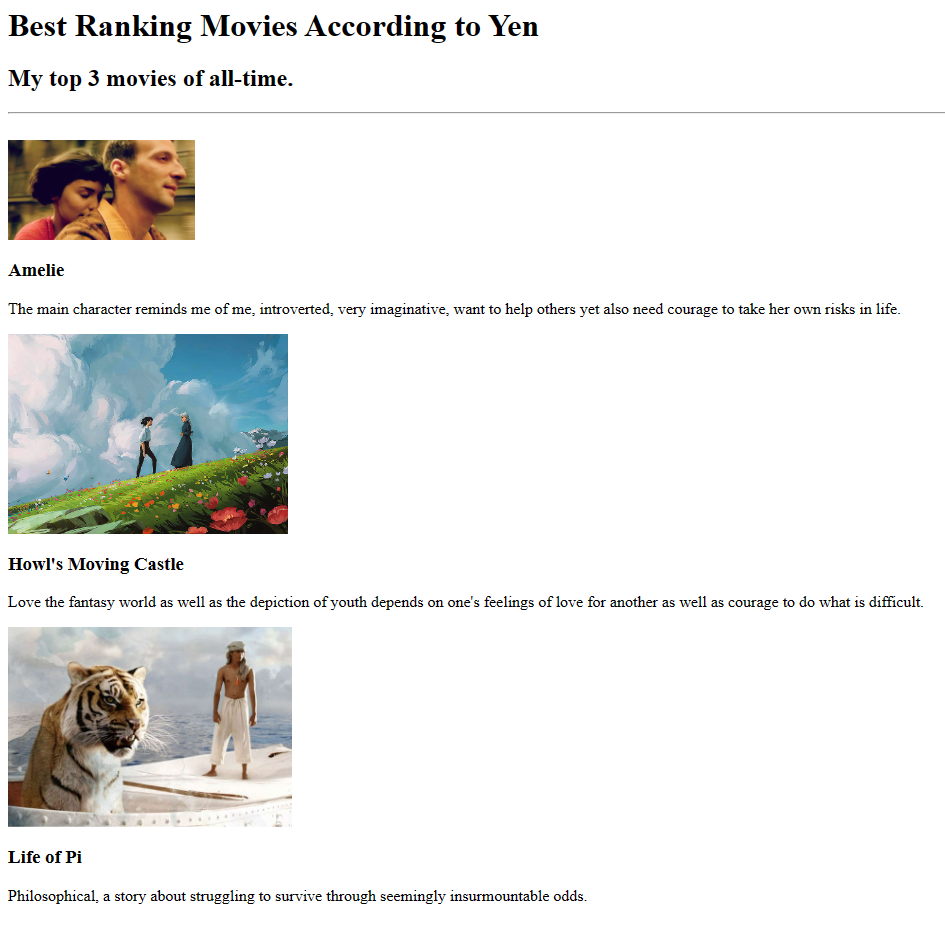 Best Ranking Movies According to Yen
My top 3 movies of all-time.
Amelie
The main character reminds me of me, introverted, very imaginative, want to help others yet also need courage to take her own risks in life.
Howl's Moving Castle
Love the fantasy world as well as the depiction of youth depends on one's feelings of love for another as well as courage to do what is difficult.
Life of Pi
Philosophical, a story about struggling to survive through seemingly insurmountable odds.